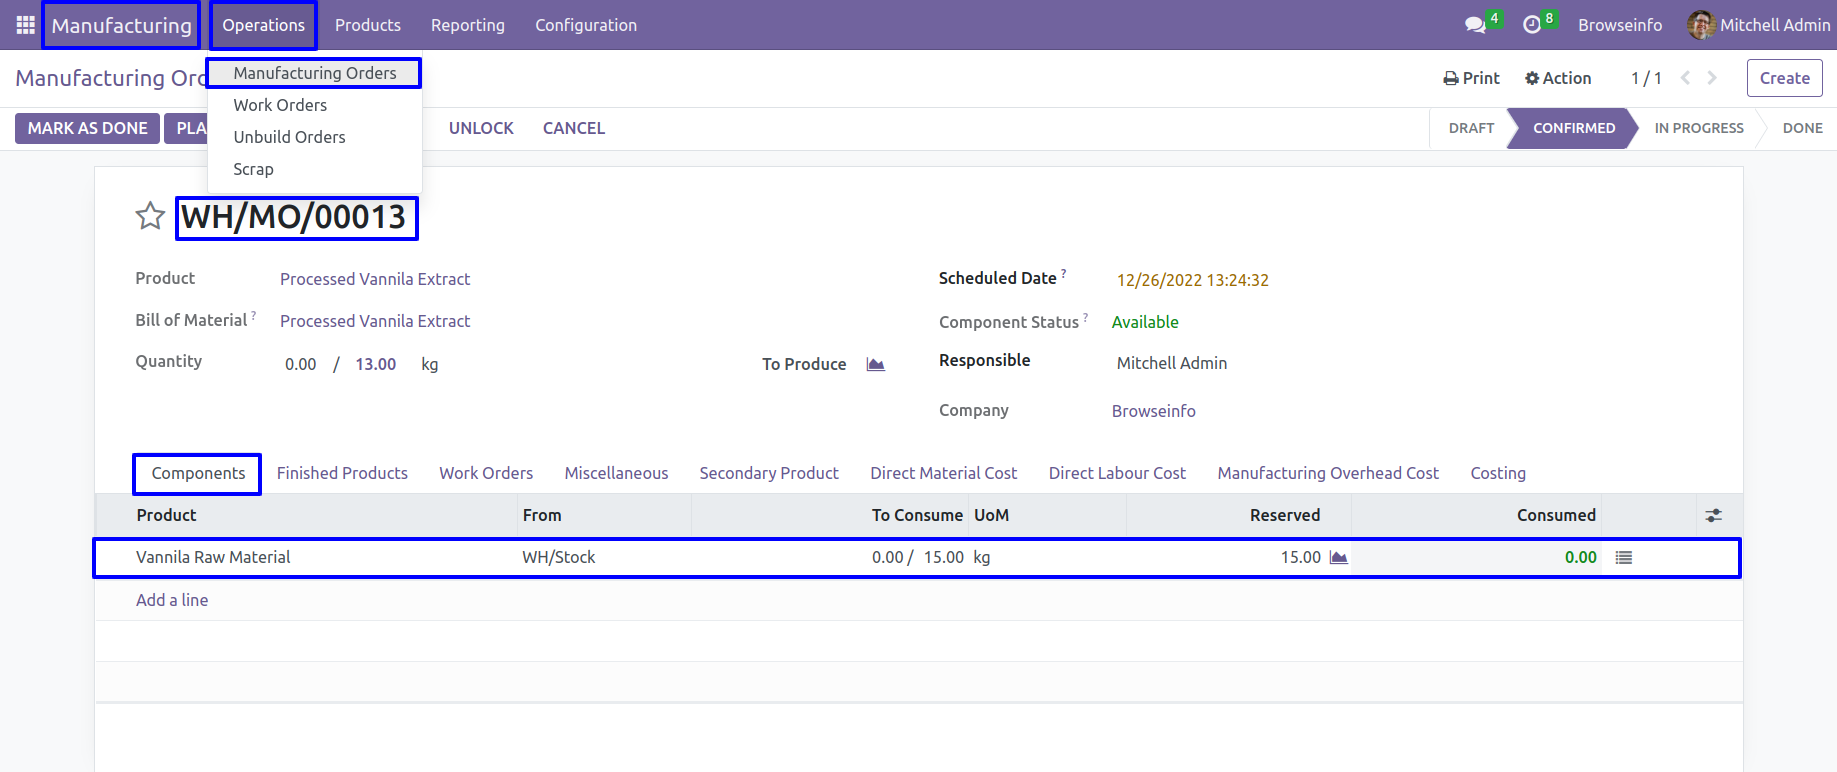 Manufacturing Operations Products Reporting Configuration 4 8 Browseinfo Mitchell Admin
Manufacturing Orc Manufacturing Orders Print Action 1 / 1 Create
Work Orders
MARK AS DONE PLA UNLOCK CANCEL DRAFT CONFIRMED IN PROGRESS DONE
Unbuild Orders
Scrap
WH/MO/00013
Product Processed Vannila Extract Scheduled Date ? 12/26/2022 13:24:32
Bill of Material ? Processed Vannila Extract Component Status ? Available
Quantity 0.00 / 13.00 kg To Produce Responsible Mitchell Admin
Company Browseinfo
Components Finished Products Work Orders Miscellaneous Secondary Product Direct Material Cost Direct Labour Cost Manufacturing Overhead Cost Costing
Product From To Consume UoM Reserved Consumed
Vannila Raw Material WH/Stock 0.00 / 15.00 kg 15.00 0.00
Add a line